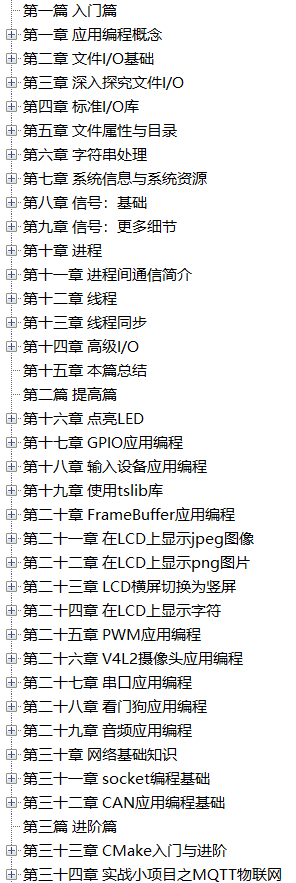 第一篇 入门篇
第一章 应用编程概念
第二章 文件I/O基础
第三章 深入探究文件I/O
第四章 标准I/O库
第五章 文件属性与目录
第六章 字符串处理
第七章 系统信息与系统资源
第八章 信号：基础
第九章 信号：更多细节
第十章 进程
第十一章 进程间通信简介
第十二章 线程
第十三章 线程同步
第十四章 高级I/O
第十五章 本篇总结
第二篇 提高篇
第十六章 点亮LED
第十七章 GPIO应用编程
第十八章 输入设备应用编程
第十九章 使用tslib库
第二十章 FrameBuffer应用编程
第二十一章 在LCD上显示jpeg图像
第二十二章 在LCD上显示png图片
第二十三章 LCD横屏切换为竖屏
第二十四章 在LCD上显示字符
第二十五章 PWM应用编程
第二十六章 V4L2摄像头应用编程
第二十七章 串口应用编程
第二十八章 看门狗应用编程
第二十九章 音频应用编程
第三十章 网络基础知识
第三十一章 socket编程基础
第三十二章 CAN应用编程基础
第三篇 进阶篇
第三十三章 CMake入门与进阶
第三十四章 实战小项目之MQTT物联网